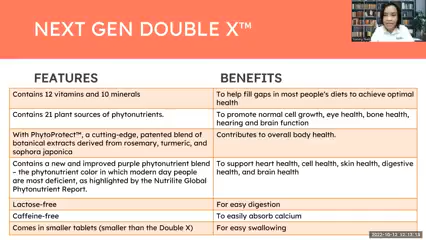 NEXT GEN DOUBLE X™
FEATURES
BENEFITS
Contains 12 vitamins and 10 minerals
To help fill gaps in most people's diets to achieve optimal
health
Contains 21 plant sources of phytonutrients.
To promote normal cell growth, eye health, bone health,
hearing and brain function
With PhytoProtect™, a cutting-edge, patented blend of
botanical extracts derived from rosemary, turmeric, and
sophora japonica
Contributes to overall body health.
Contains a new and improved purple phytonutrient blend
– the phytonutrient color in which modern day people
are most deficient, as highlighted by the Nutrilite Global
Phytonutrient Report.
To support heart health, cell health, skin health, digestive
health, and brain health
Lactose-free
For easy digestion
Caffeine-free
To easily absorb calcium
Comes in smaller tablets (smaller than the Double X)
For easy swallowing